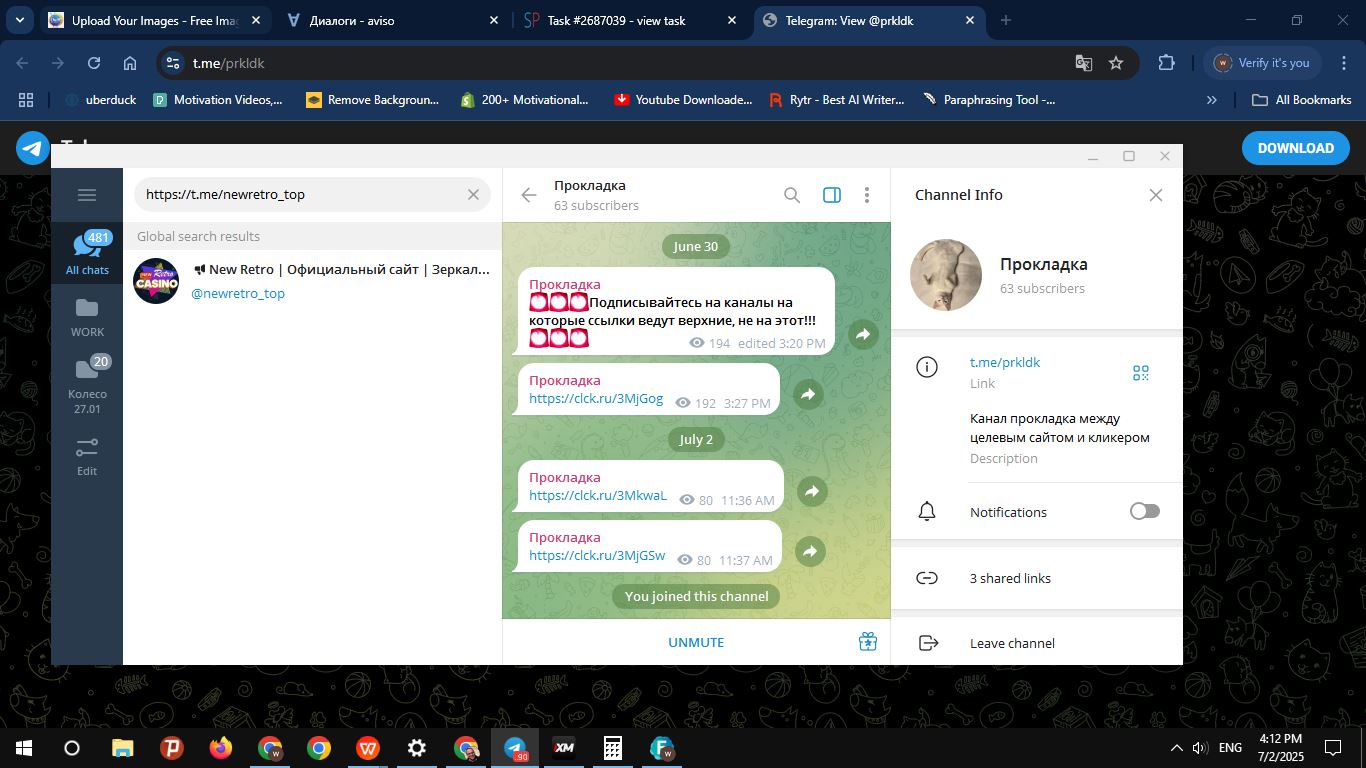 Upload Your Images - Free Imag
Диалоги - aviso
Task #2687039 - view task
Telegram: View @prkldk
t.me/prkldk
Verify it's you
uberduck
Motivation Videos,...
Remove Backgroun...
200+ Motivational...
Youtube Downloade...
Rytr - Best AI Writer...
Paraphrasing Tool -...
All Bookmarks
DOWNLOAD
https://t.me/newretro_top
Global search results
New Retro | Официальный сайт | Зеркал...
@newretro_top
new Retro
CASINO
481
All chats
WORK
20
Колесо
27.01
Edit
Прокладка
63 subscribers
June 30
Прокладка
Подписывайтесь на каналы на
которые ссылки ведут верхние, не на этот!!!
194 edited 3:20 PM
Прокладка
https://clck.ru/3MjGog 192 3:27 PM
July 2
Прокладка
https://clck.ru/3MkwaL 80 11:36 AM
Прокладка
https://clck.ru/3MjGSw 80 11:37 AM
You joined this channel
UNMUTE
Channel Info
Прокладка
63 subscribers
t.me/prkldk
Link
Канал прокладка между
целевым сайтом и кликером
Description
Notifications
3 shared links
Leave channel
ENG
4:12 PM
7/2/2025